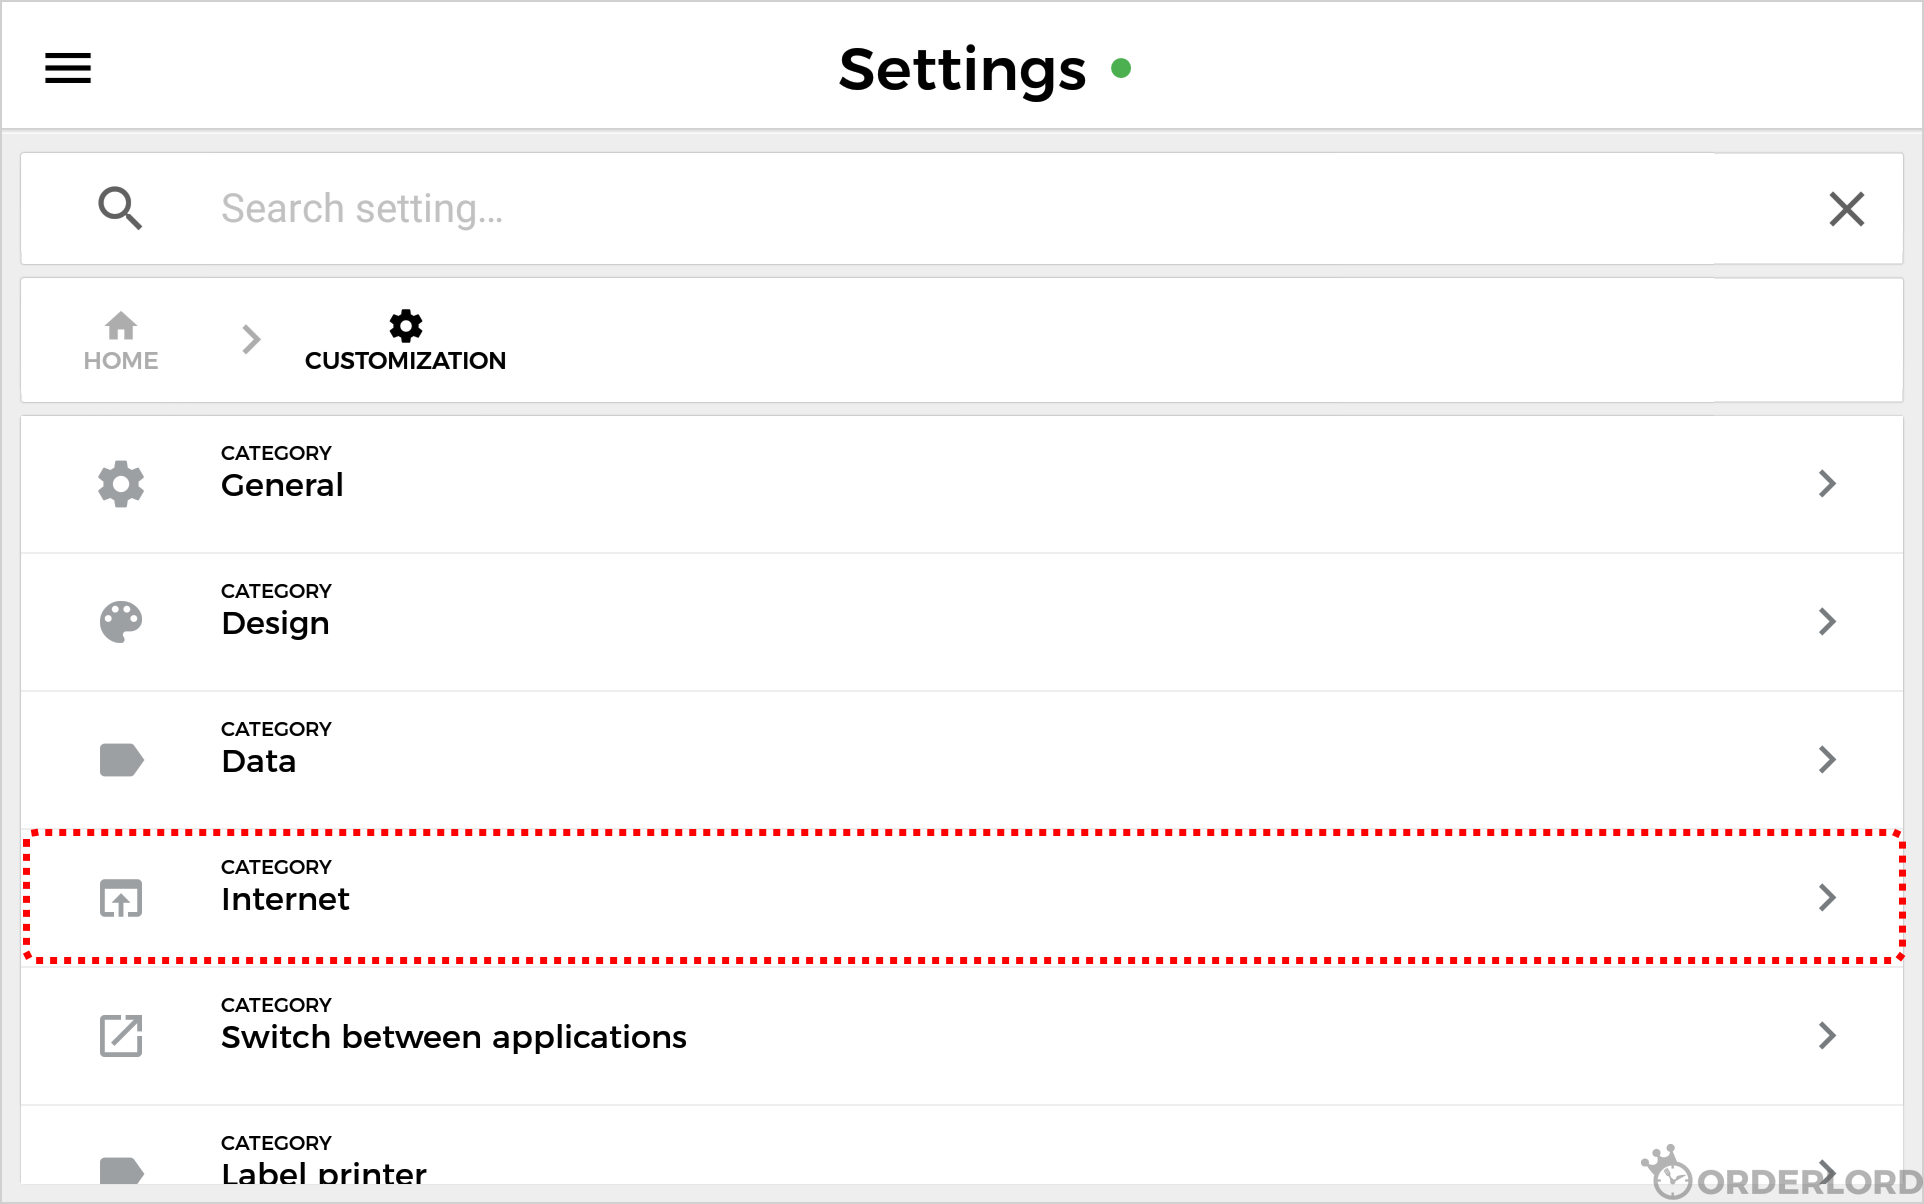 Settings
Search setting...
HOME
CUSTOMIZATION
CATEGORY
General
CATEGORY
Design
CATEGORY
Data
CATEGORY
Internet
CATEGORY
Switch between applications
CATEGORY
Label printer
ORDERLORD